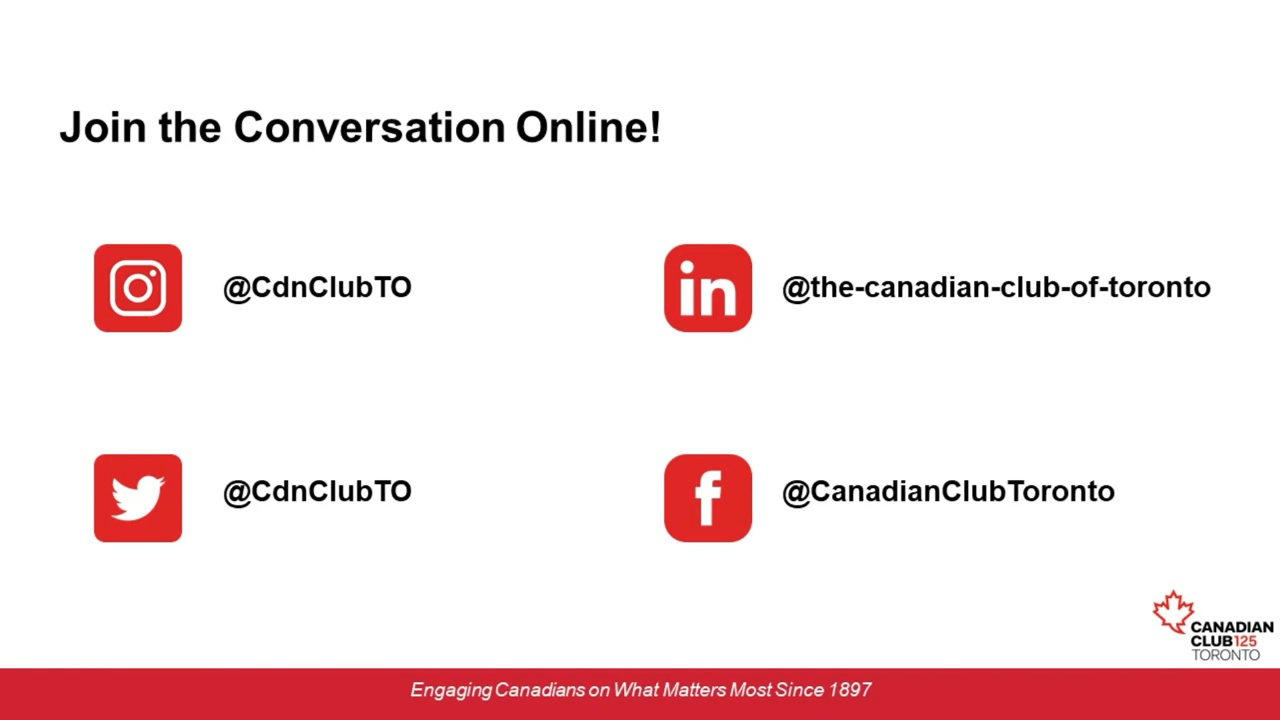 Join the Conversation Online!
@CdnClubTO
in @the-canadian-club-of-toronto
@CdnClubTO
f @CanadianClubToronto
CANADIAN
CLUB125
TORONTO
Engaging Canadians on What Matters Most Since 1897